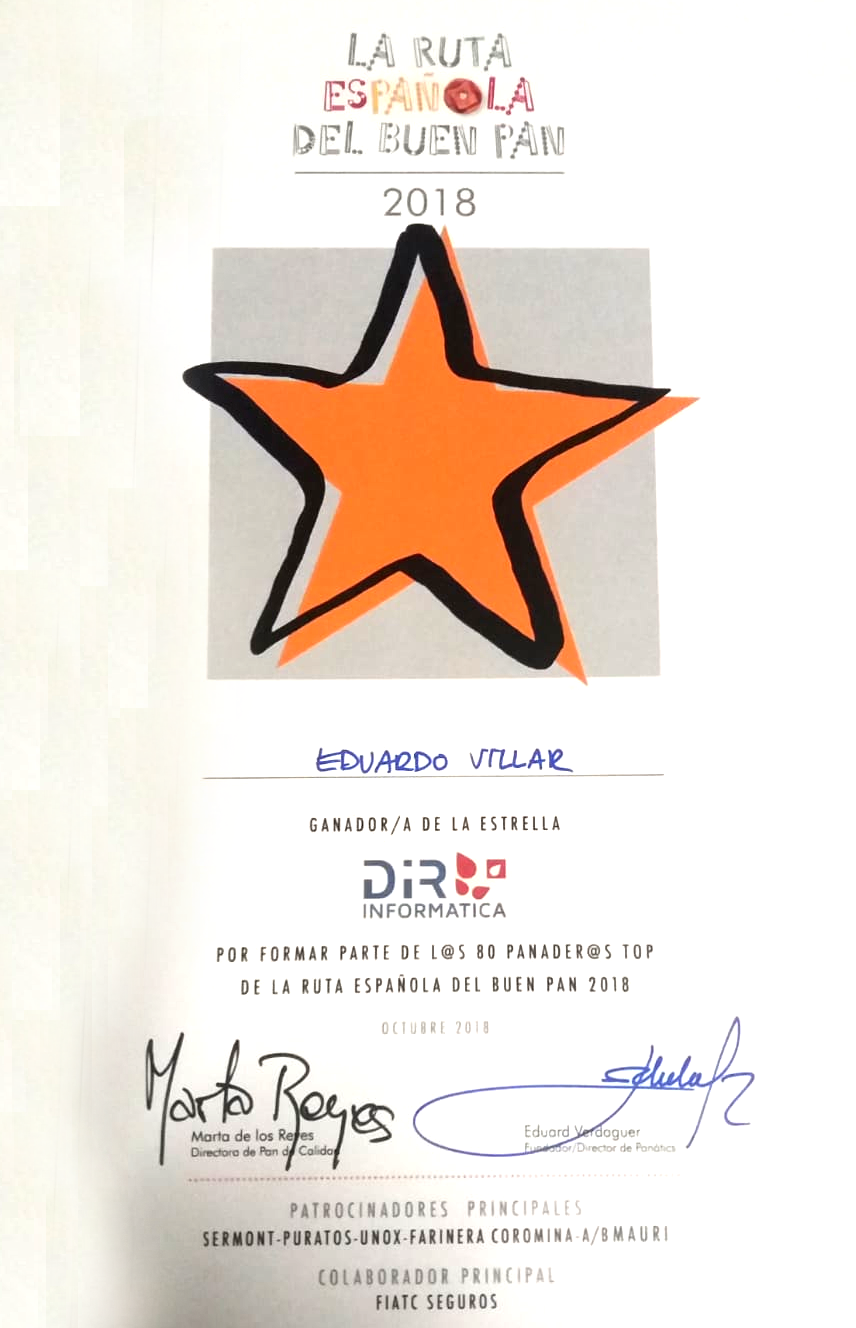 LA RUTA
ESPAÑOLA
DEL BUEN PAN
2018
EDUARDO VILLAR
GANADOR/A DE LA ESTRELLA
DiR
INFORMATICA
POR FORMAR PARTE DE L@S 80 PANADER@S TOP
DE LA RUTA ESPAÑOLA DEL BUEN PAN 2018
OCTUBRE 2018
Marta Reyes
Marta de los Reyes
Directora de Pan de Calidad
Eduard Verdaguer
Fundador/Director de Panàtics
PATROCINADORES PRINCIPALES
SERMONT-PURATOS-UNOX-FARINERA COROMINA-A/BMAURI
COLABORADOR PRINCIPAL
FIATC SEGUROS